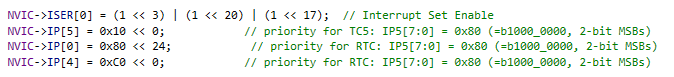 NVIC->ISER[0] = (1 << 3) | (1 << 20) | (1 << 17);  // Interrupt Set Enable
NVIC->IP[5] = 0x10 << 0;            // priority for TC5: IP5[7:0] = 0x80 (=b1000_0000, 2-bit MSBs)
NVIC->IP[0] = 0x80 << 24;            // priority for RTC: IP5[7:0] = 0x80 (=b1000_0000, 2-bit MSBs)
NVIC->IP[4] = 0xC0 << 0;            // priority for RTC: IP5[7:0] = 0x80 (=b1000_0000, 2-bit MSBs)